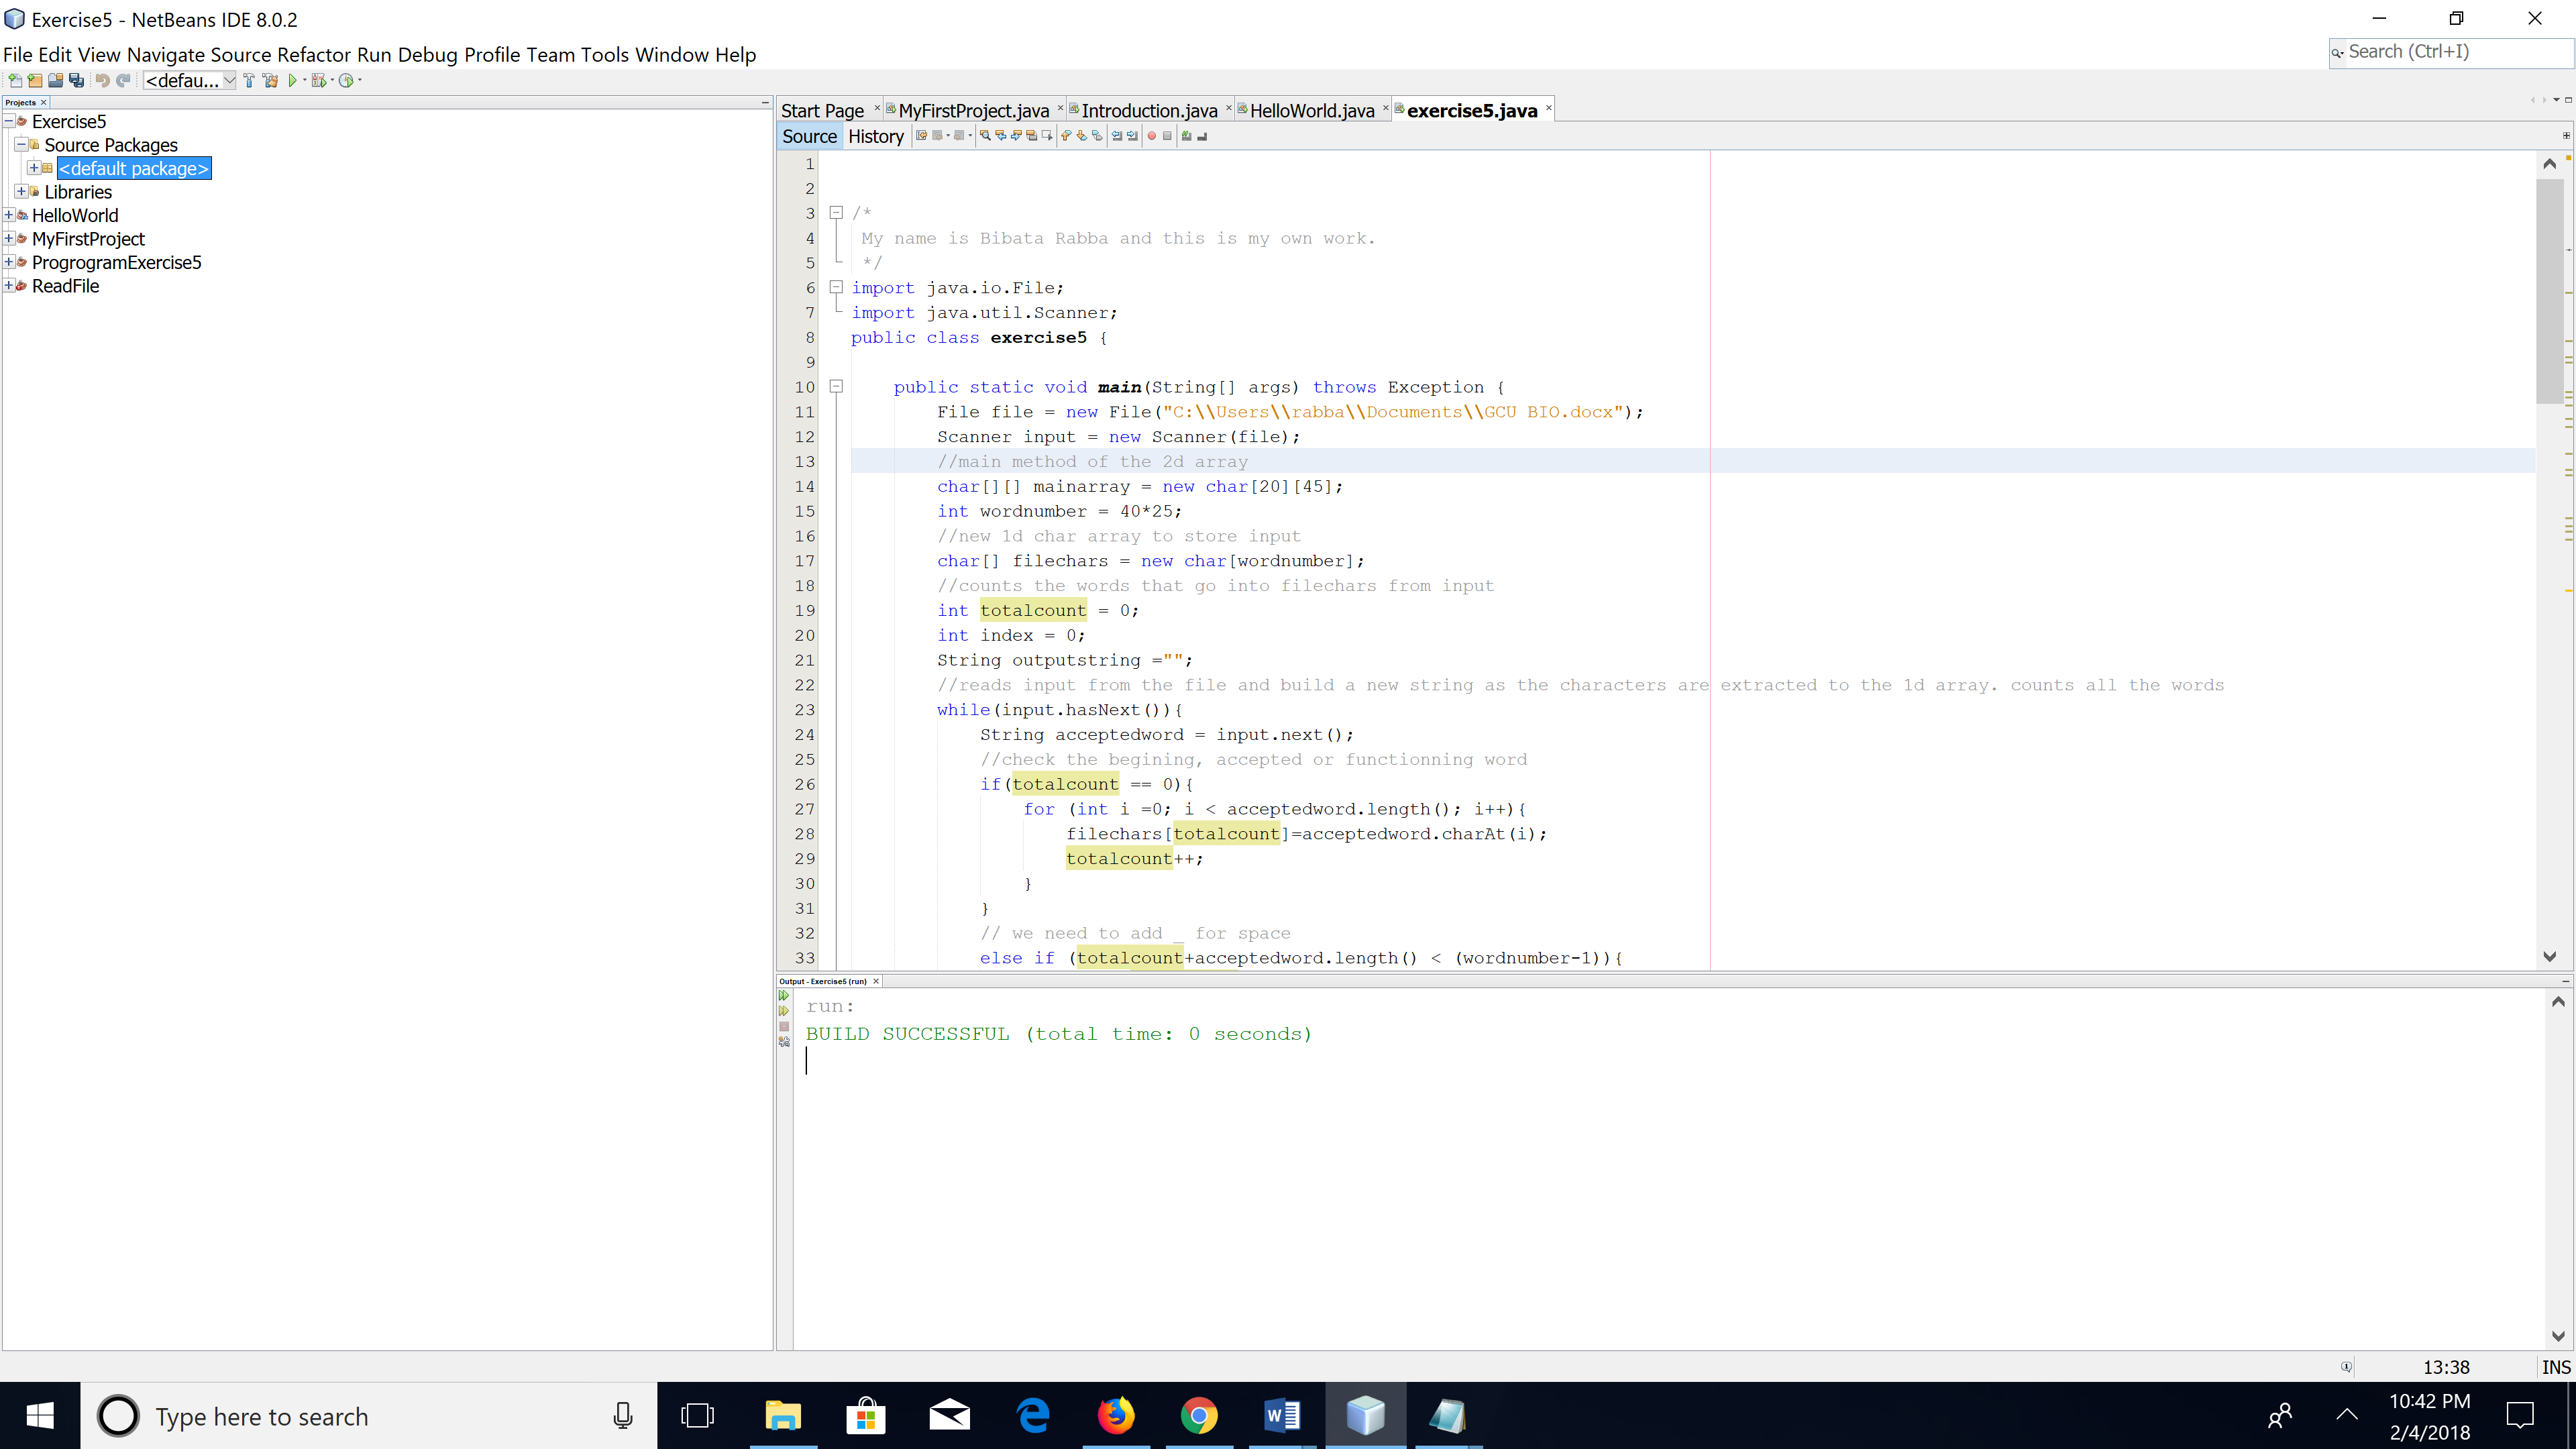 Exercise5 - NetBeans IDE 8.0.2
File Edit View Navigate Source Refactor Run Debug Profile Team Tools Window Help
Search (Ctrl+I)
<defau...
Projects
Exercise5
Source Packages
<default package>
Libraries
HelloWorld
MyFirstProject
ProgrogramExercise5
ReadFile
Start Page MyFirstProject.java Introduction.java HelloWorld.java exercise5.java
Source History
1
2
3 /*
4 My name is Bibata Rabba and this is my own work.
5 */
6 import java.io.File;
7 import java.util.Scanner;
8 public class exercise5 {
9
10 public static void main(String[] args) throws Exception {
11 File file = new File("C:\\Users\\rabba\\Documents\\GCU BIO.docx");
12 Scanner input = new Scanner(file);
13 //main method of the 2d array
14 char[][] mainarray = new char[20][45];
15 int wordnumber = 40*25;
16 //new 1d char array to store input
17 char[] filechars = new char[wordnumber];
18 //counts the words that go into filechars from input
19 int totalcount = 0;
20 int index = 0;
21 String outputstring ="";
22 //reads input from the file and build a new string as the characters are extracted to the 1d array. counts all the words
23 while(input.hasNext()){
24 String acceptedword = input.next();
25 //check the begining, accepted or functionning word
26 if(totalcount == 0){
27 for (int i =0; i < acceptedword.length(); i++){
28 filechars[totalcount]=acceptedword.charAt(i);
29 totalcount++;
30 }
31 }
32 // we need to add _ for space
33 else if (totalcount+acceptedword.length() < (wordnumber-1)){
Output - Exercise5 (run)
run:
BUILD SUCCESSFUL (total time: 0 seconds)
13:38 INS
Type here to search
10:42 PM
2/4/2018